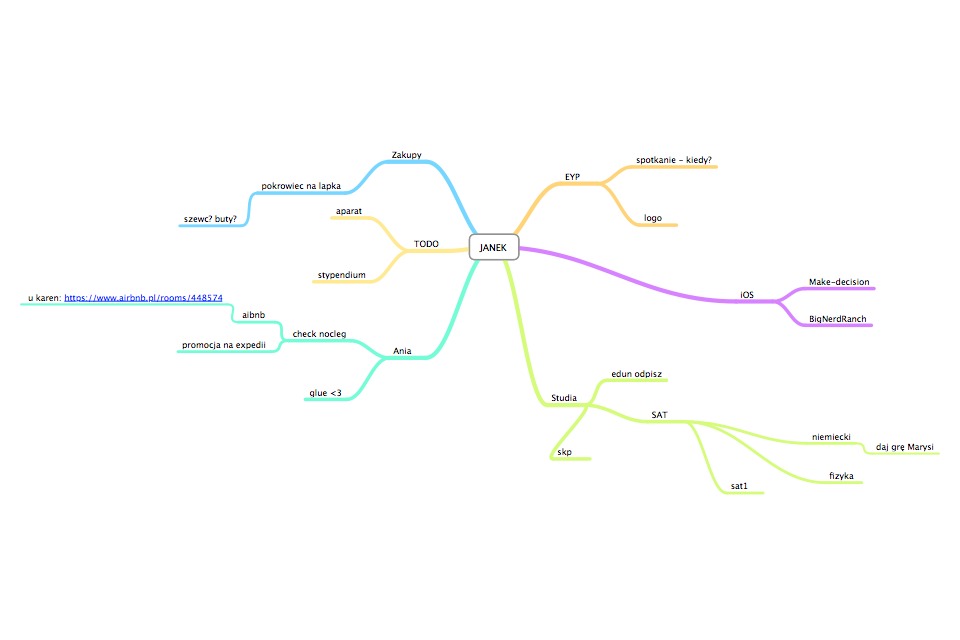 Zakupy
pokrowiec na lapka
szewc? buty?
aparat
TODO
stypendium
u karen: https://www.airbnb.pl/rooms/448574
aibnb
check nocleg
promocja na expedii
Ania
glue <3
JANEK
EYP
spotkanie - kiedy?
logo
iOS
Make-decision
BigNerdRanch
Studia
edun odpisz
SAT
skp
niemiecki
daj grę Marysi
fizyka
sat1